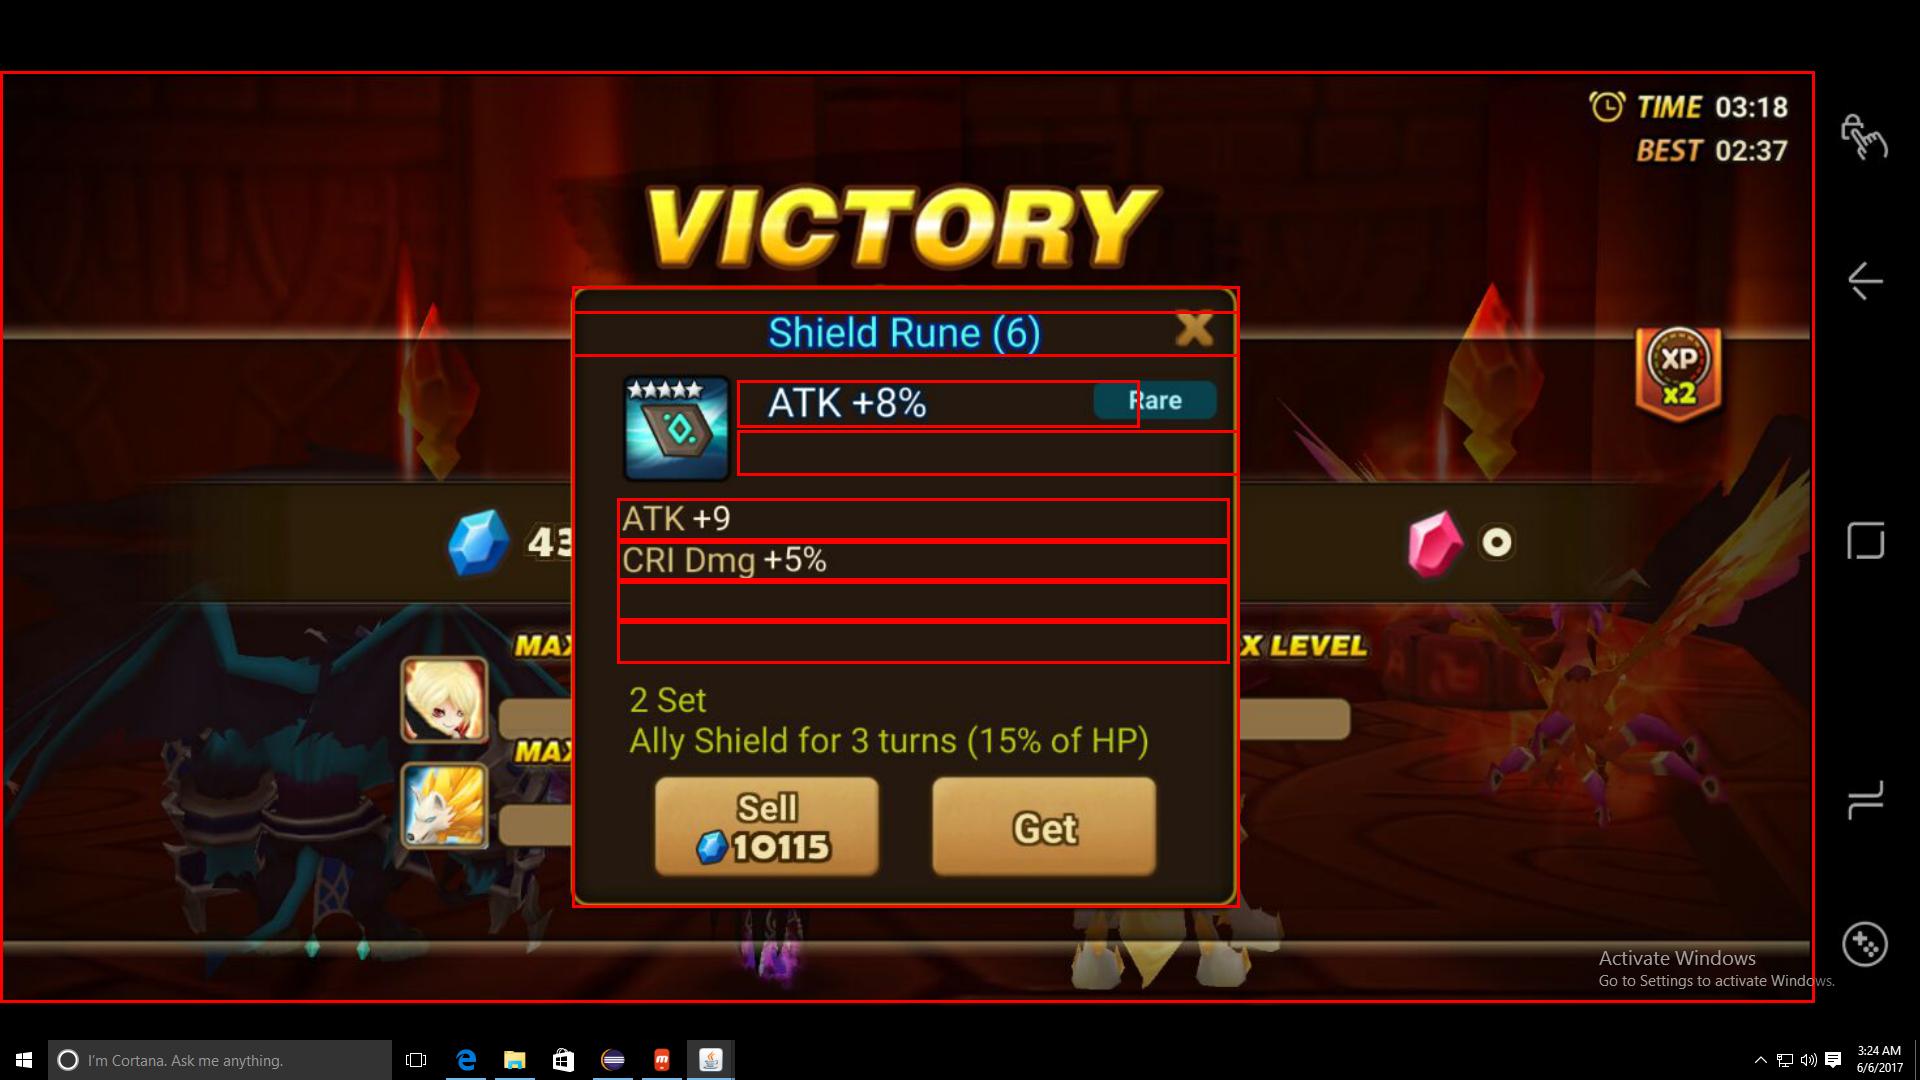 TIME 03:18
BEST 02:37
VICTORY
Shield Rune (6)
X
XP
x2
ATK +8%
Rare
ATK +9
43
0
CRI Dmg +5%
MAX
X LEVEL
2 Set
Ally Shield for 3 turns (15% of HP)
MAX
Sell
10115
Get
Activate Windows
Go to Settings to activate Windows.
I'm Cortana. Ask me anything.
3:24 AM
6/6/2017